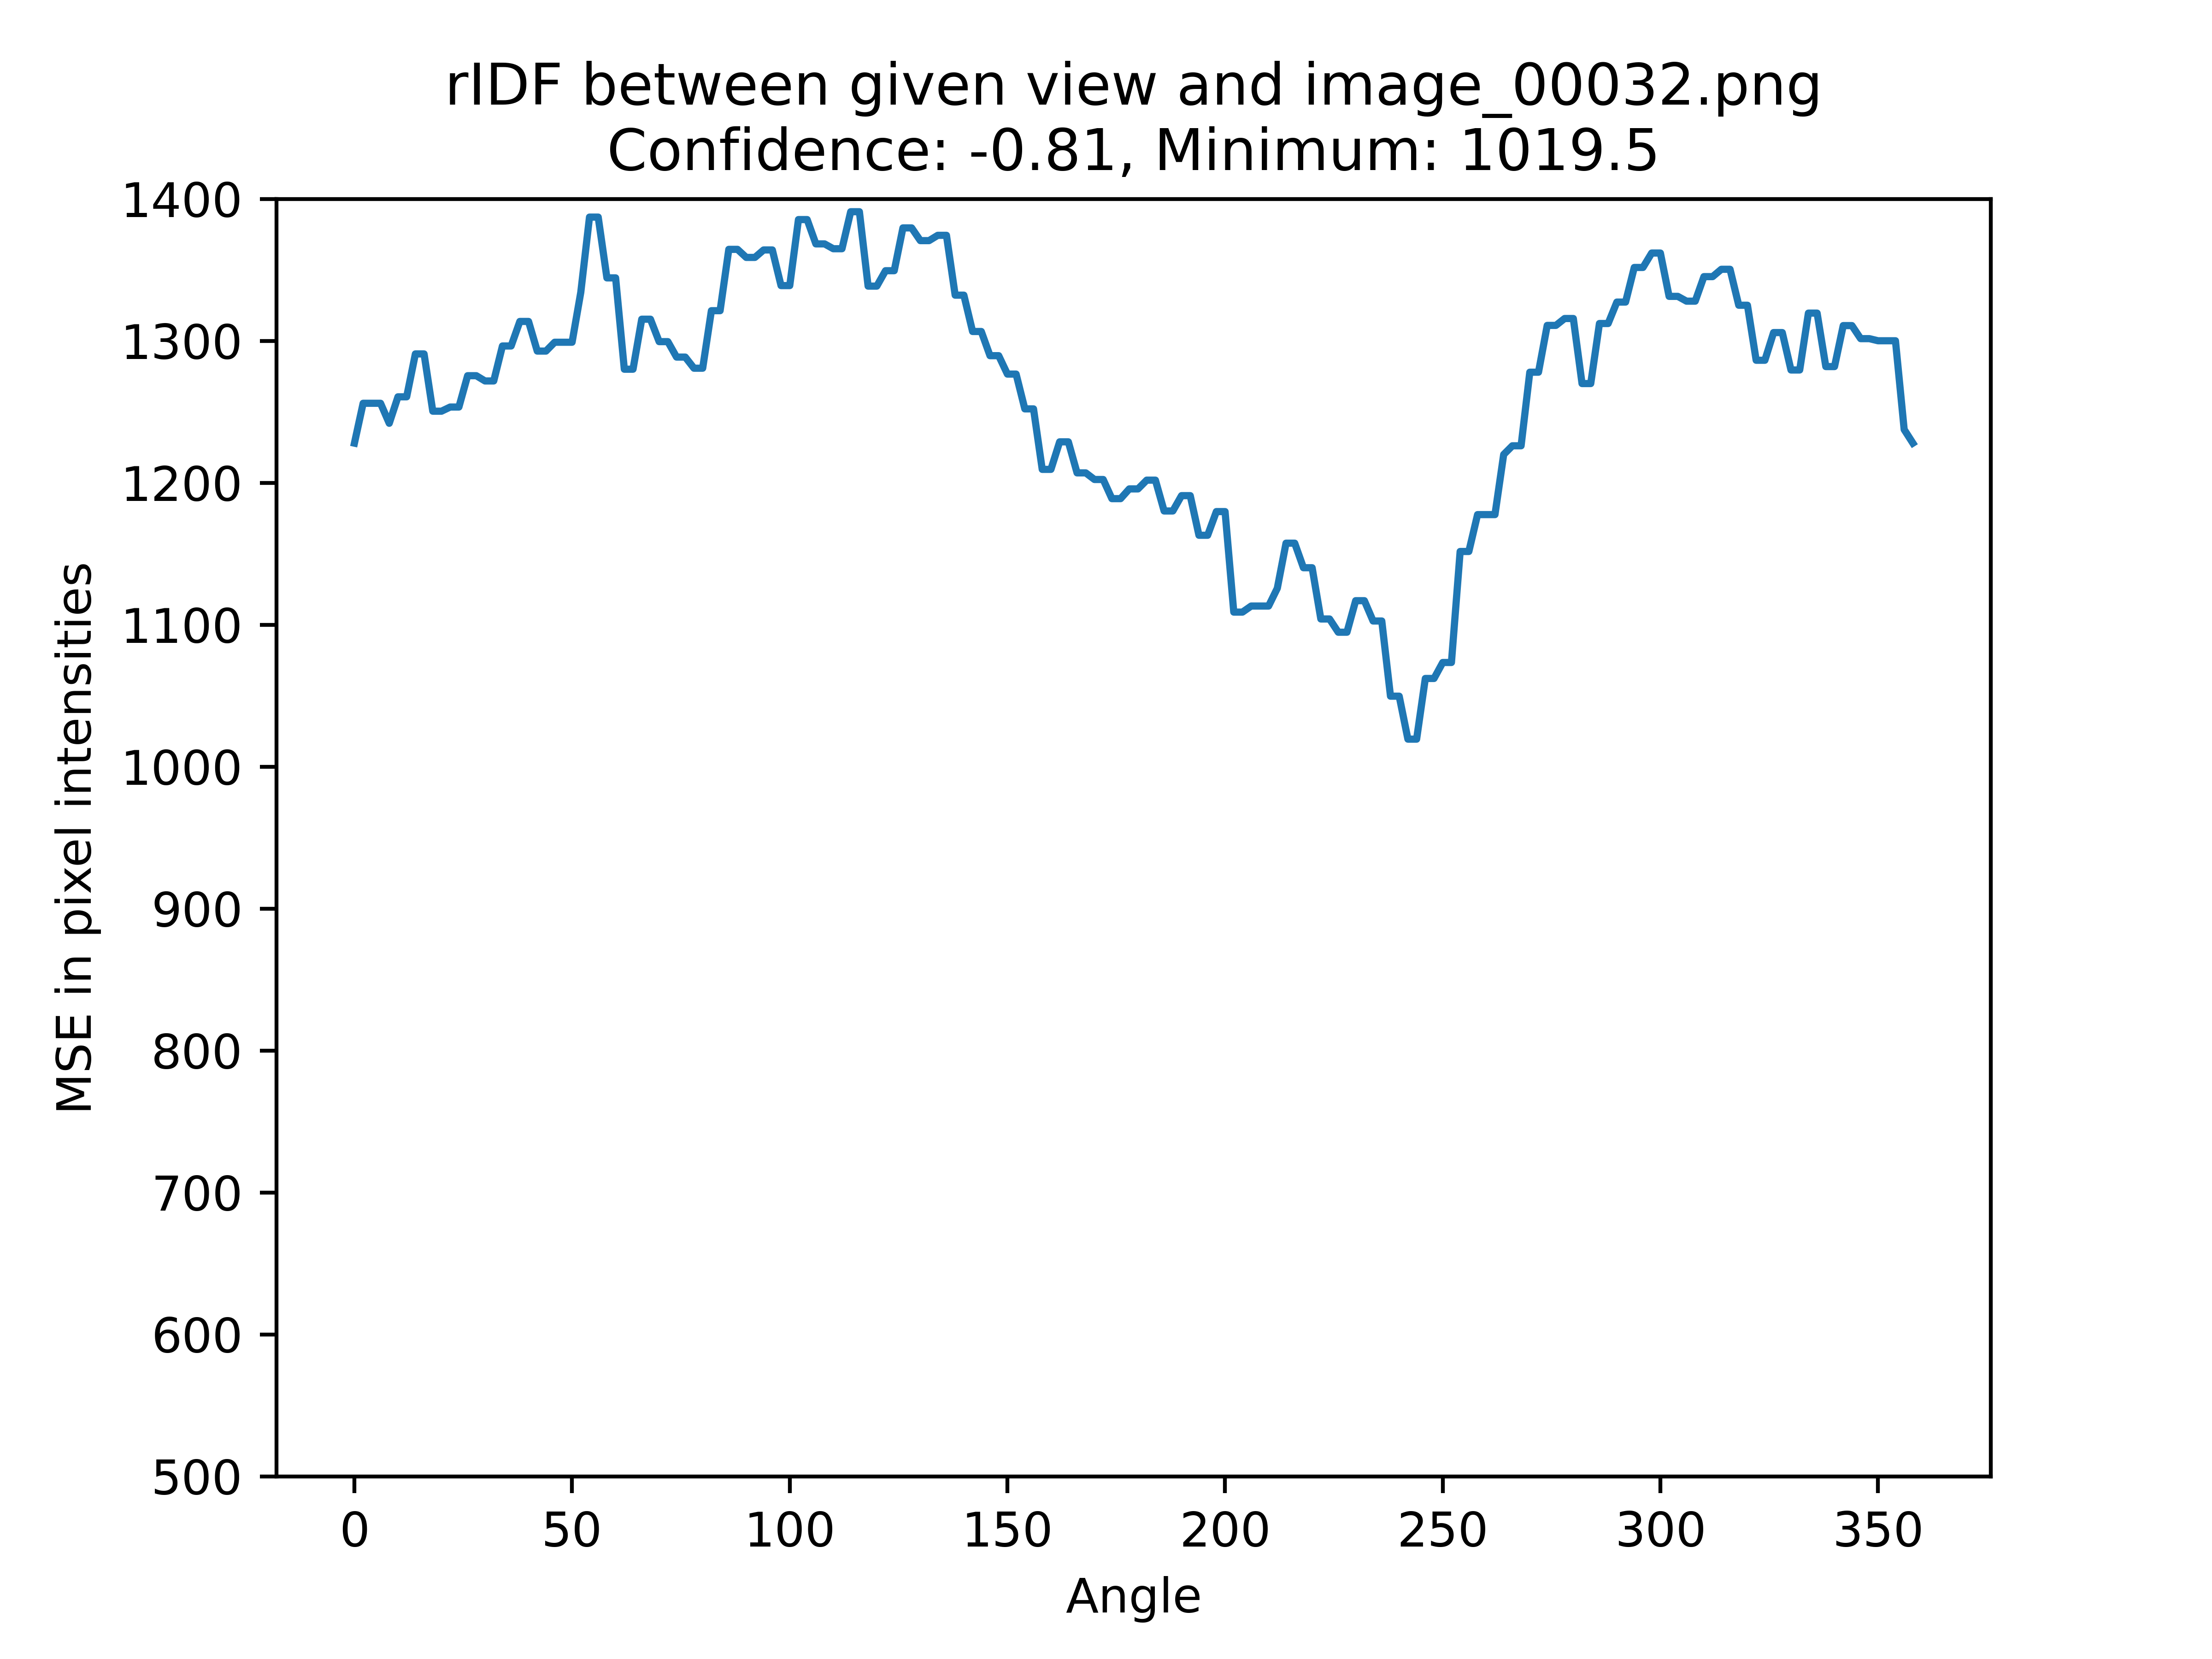 rIDF between given view and image_00032.png
Confidence: -0.81, Minimum: 1019.5
1400
1300
1200
1100
1000
900
800
700
600
500
MSE in pixel intensities
0 50 100 150 200 250 300 350
Angle